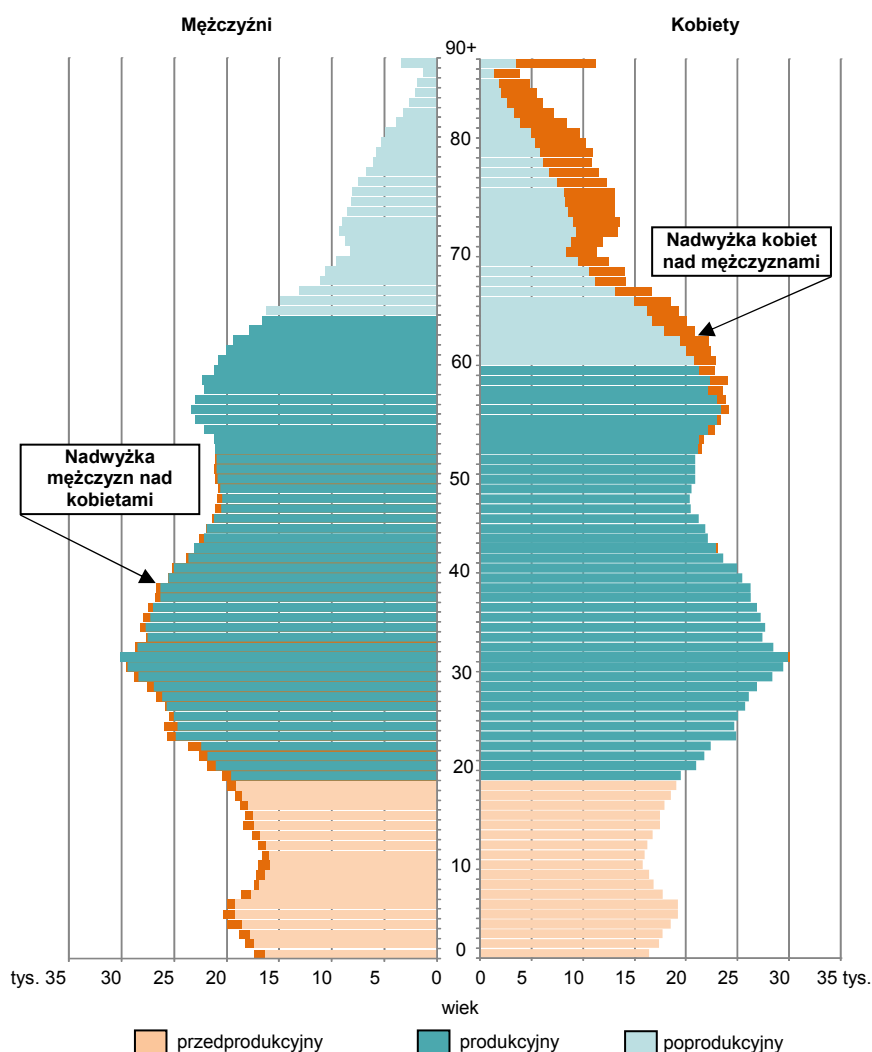 Mężczyźni
Kobiety
90+
80
Nadwyżka kobiet
nad mężczyznami
70
60
Nadwyżka
mężczyzn nad
kobietami
50
40
30
20
10
0
tys. 35 30 25 20 15 10 5 0 0 5 10 15 20 25 30 35 tys.
wiek
przedprodukcyjny produkcyjny poprodukcyjny